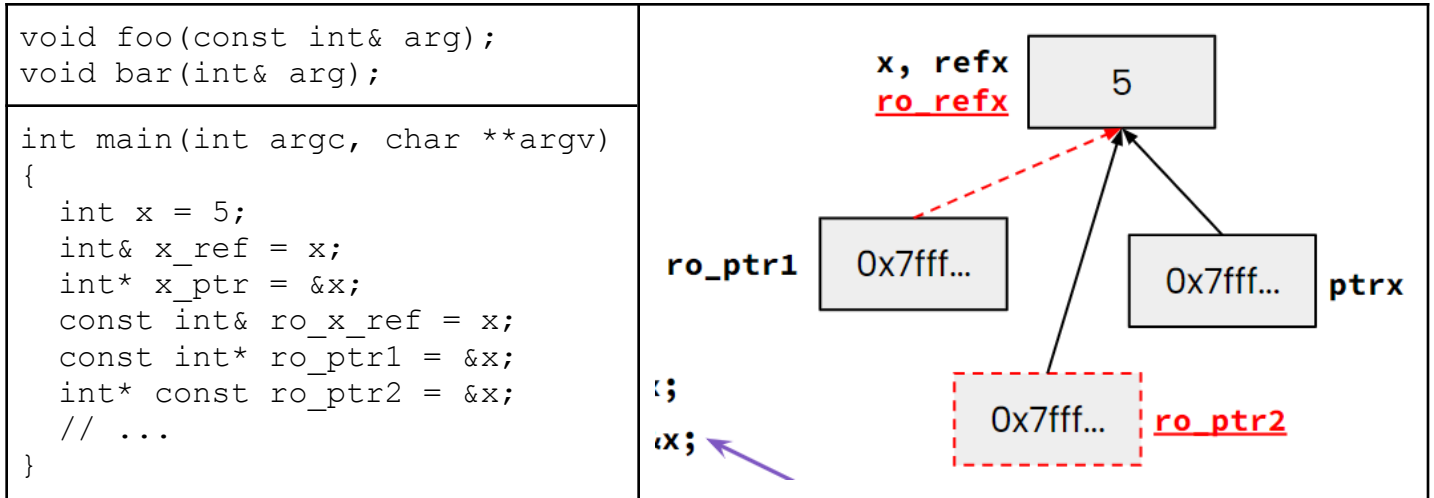 void foo(const int& arg);
void bar(int& arg);
int main(int argc, char **argv)
{
  int x = 5;
  int& x_ref = x;
  int* x_ptr = &x;
  const int& ro_x_ref = x;
  const int* ro_ptr1 = &x;
  int* const ro_ptr2 = &x;
  // ...
}
x, refx
ro_refx
5
ro_ptr1
0x7fff...
0x7fff...
ptrx
;
x;
0x7fff...
ro_ptr2